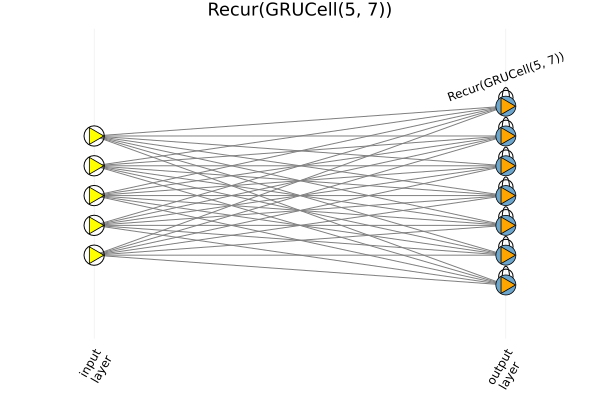 Recur(GRUCell(5, 7))
Recur(GRUCell(5, 7))
input
layer
output
layer